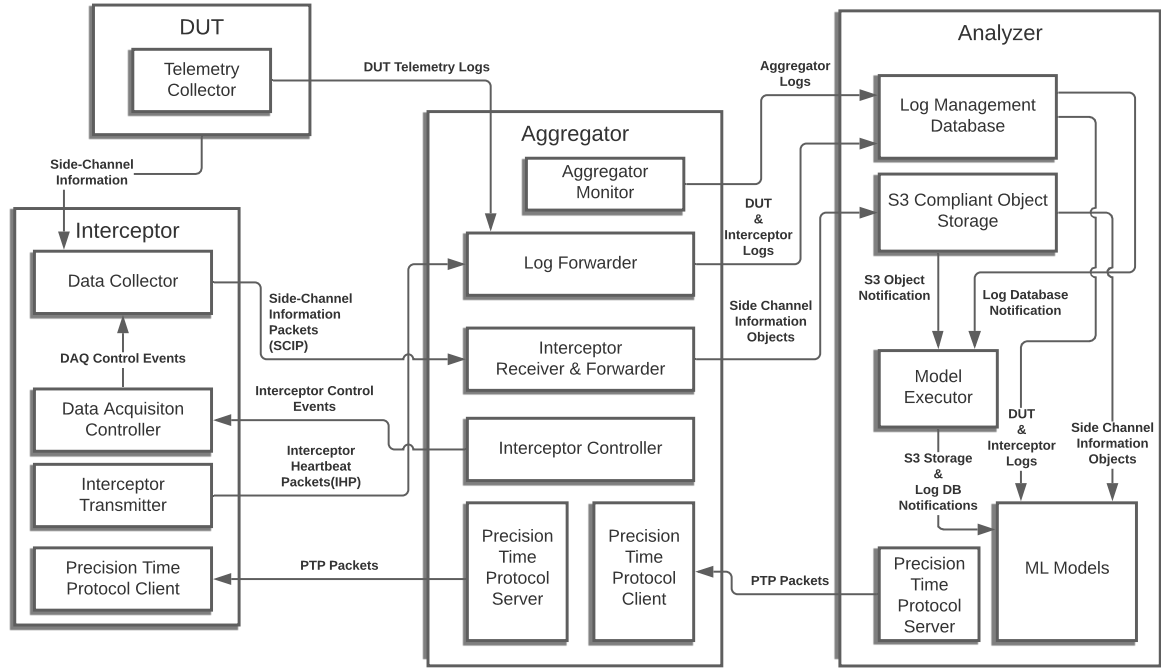 DUT
Telemetry
Collector
DUT Telemetry Logs
Side-Channel
Information
Interceptor
Data Collector
DAQ Control Events
Data Acquisiton
Controller
Interceptor
Transmitter
Precision Time
Protocol Client
Side-Channel
Information
Packets
(SCIP)
Interceptor Control
Events
Interceptor
Heartbeat
Packets(IHP)
PTP Packets
Aggregator
Aggregator
Monitor
Log Forwarder
Interceptor
Receiver & Forwarder
Interceptor Controller
Precision
Time
Protocol
Server
Precision
Time
Protocol
Client
Aggregator
Logs
DUT
&
Interceptor
Logs
Side Channel
Information
Objects
PTP Packets
Analyzer
Log Management
Database
S3 Compliant Object
Storage
S3 Object
Notification
Log Database
Notification
Model
Executor
S3 Storage
&
Log DB
Notifications
DUT
&
Interceptor
Logs
Side Channel
Information
Objects
Precision
Time
Protocol
Server
ML Models